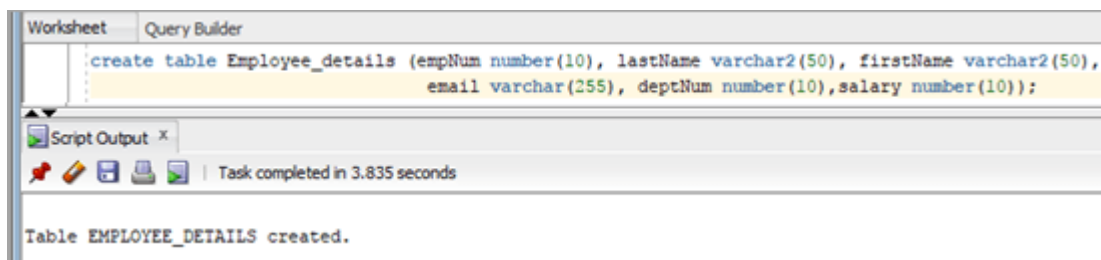 Worksheet Query Builder
create table Employee_details (empNum number(10), lastName varchar2(50), firstName varchar2(50),
email varchar(255), deptNum number(10),salary number(10));
Script Output x
Task completed in 3.835 seconds
Table EMPLOYEE_DETAILS created.